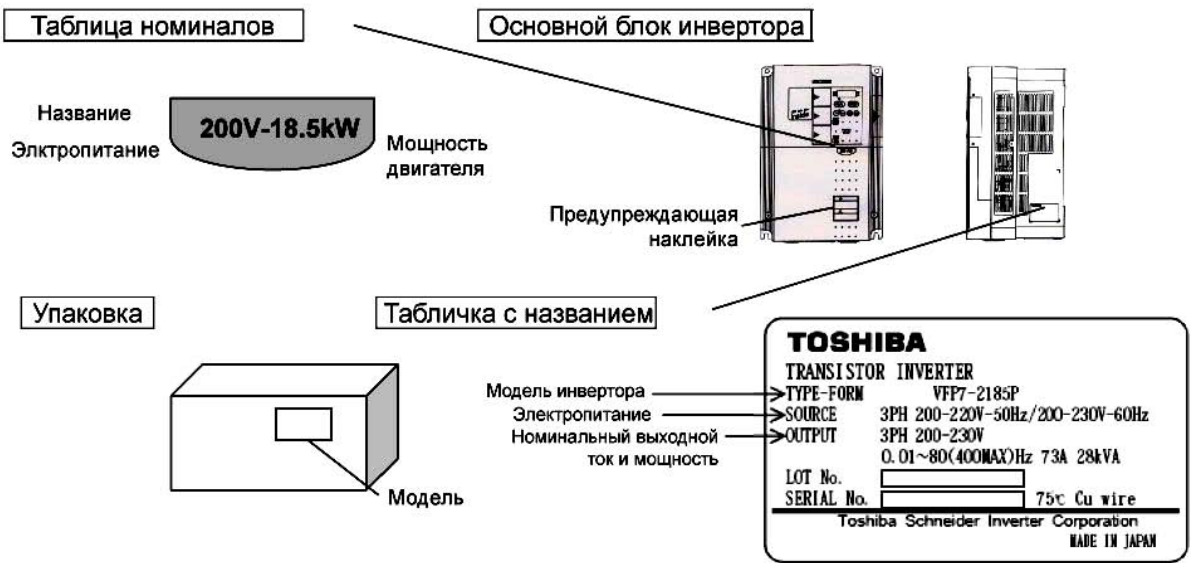 Таблица номиналов
Основной блок инвертора
Название
Элктропитание
200V-18.5kW
Мощность
двигателя
Предупреждающая
наклейка
Упаковка
Табличка с названием
Модель
Модель инвертора
Электропитание
Номинальный выходной
ток и мощность
TOSHIBA
TRANSISTOR INVERTER
TYPE-FORM VFP7-2185P
SOURCE 3PH 200-220V-50Hz/200-230V-60Hz
OUTPUT 3PH 200-230V
0.01~80(400MAX)Hz 73A 28kVA
LOT No.
SERIAL No. 75℃ Cu wire
Toshiba Schneider Inverter Corporation
MADE IN JAPAN